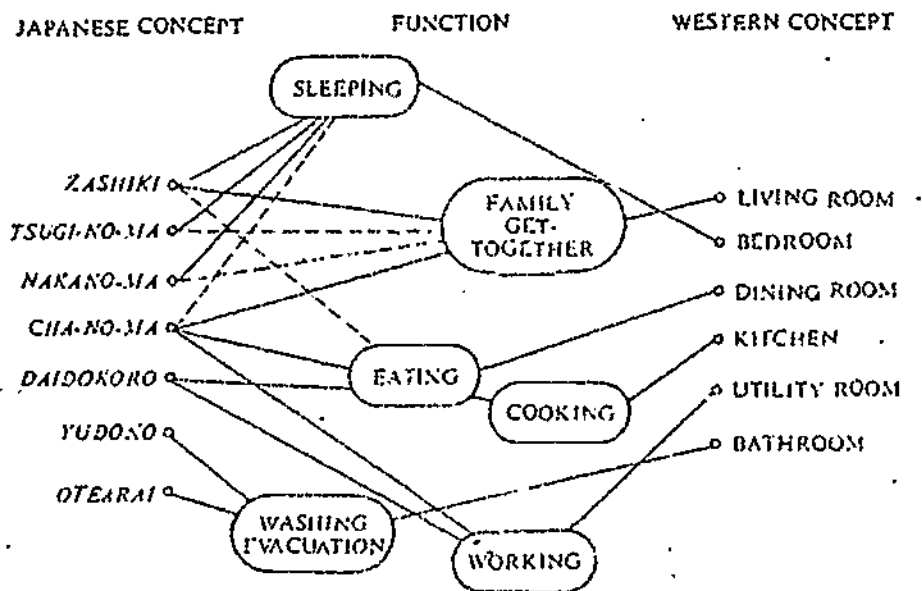 JAPANESE CONCEPT
FUNCTION
WESTERN CONCEPT
SLEEPING
ZASHIKI
TSUGI-NO-MA
NAKANO-MA
CHA-NO-MA
DAIDOKORO
YUDONO
OTEARAI
FAMILY
GET-
TOGETHER
EATING
COOKING
WASHING
EVACUATION
WORKING
LIVING ROOM
BEDROOM
DINING ROOM
KITCHEN
UTILITY ROOM
BATHROOM